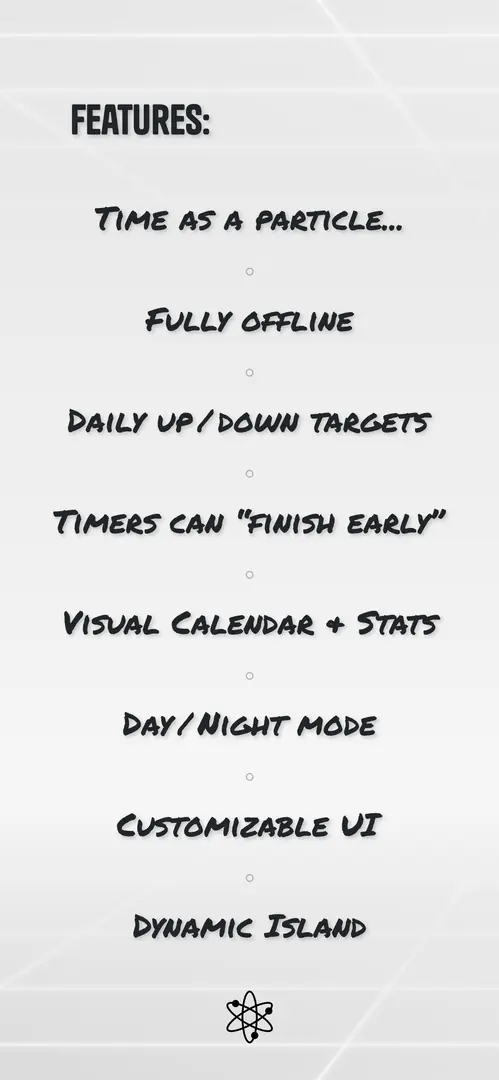 FEATURES:
Time as a particle...
Fully offline
Daily up/down targets
Timers can “finish early”
Visual Calendar + Stats
Day/Night mode
Customizable UI
Dynamic Island